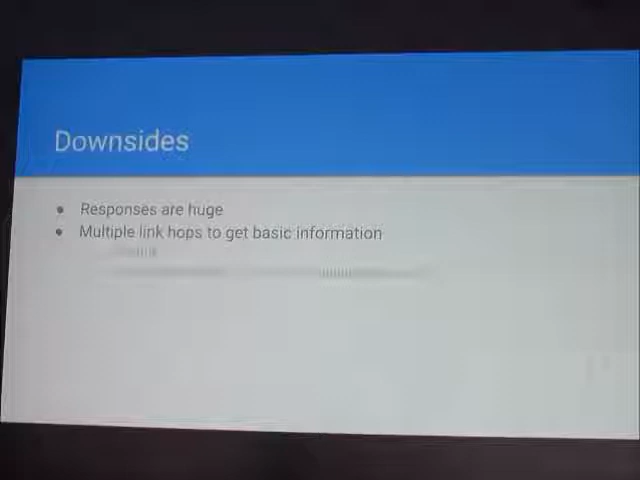 Downsides
● Responses are huge
● Multiple link hops to get basic information